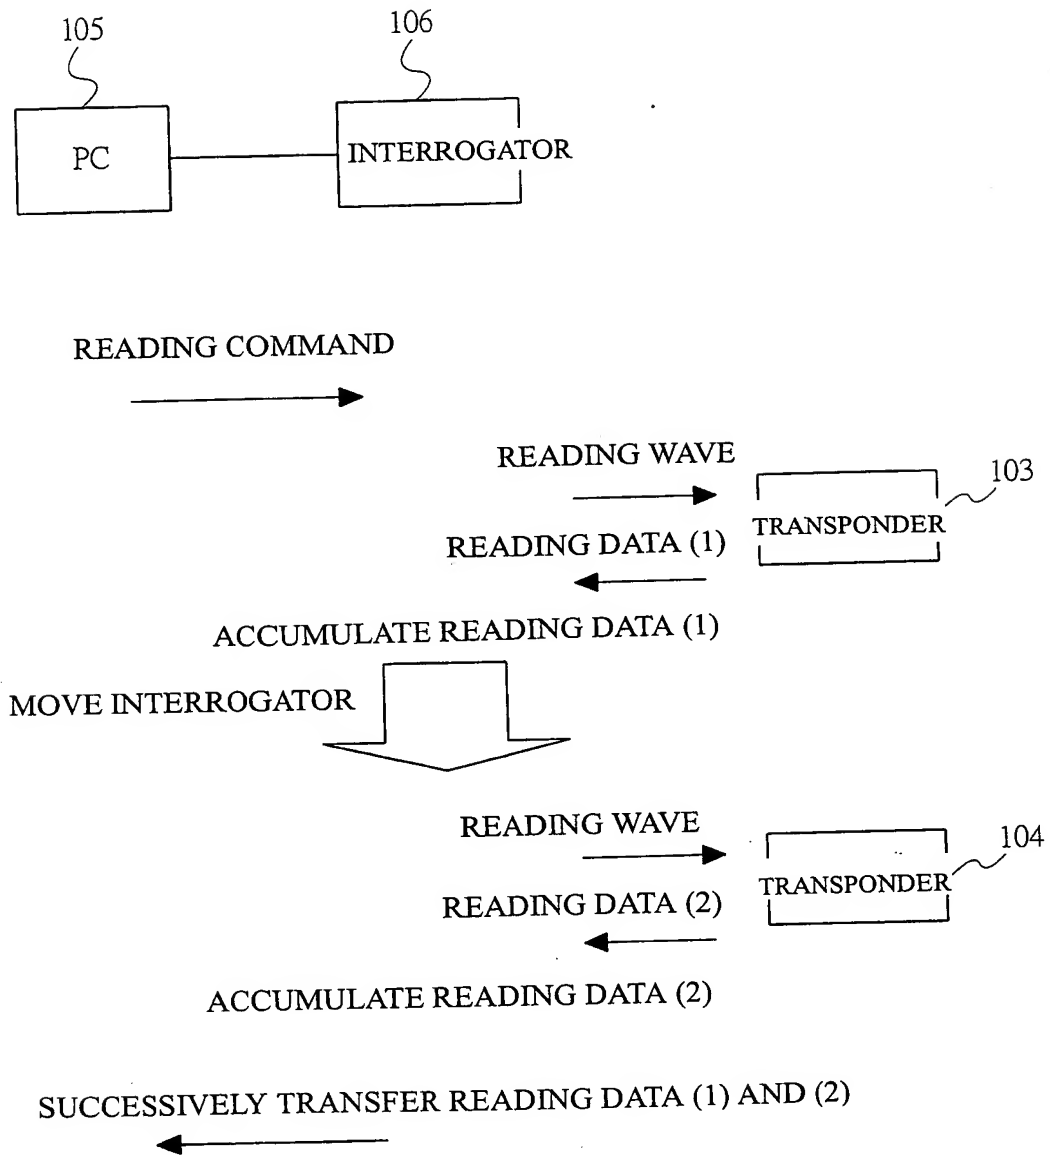 105
106
PC
INTERROGATOR
READING COMMAND
READING WAVE
103
TRANSPONDER
READING DATA (1)
ACCUMULATE READING DATA (1)
MOVE INTERROGATOR
READING WAVE
104
TRANSPONDER
READING DATA (2)
ACCUMULATE READING DATA (2)
SUCCESSIVELY TRANSFER READING DATA (1) AND (2)